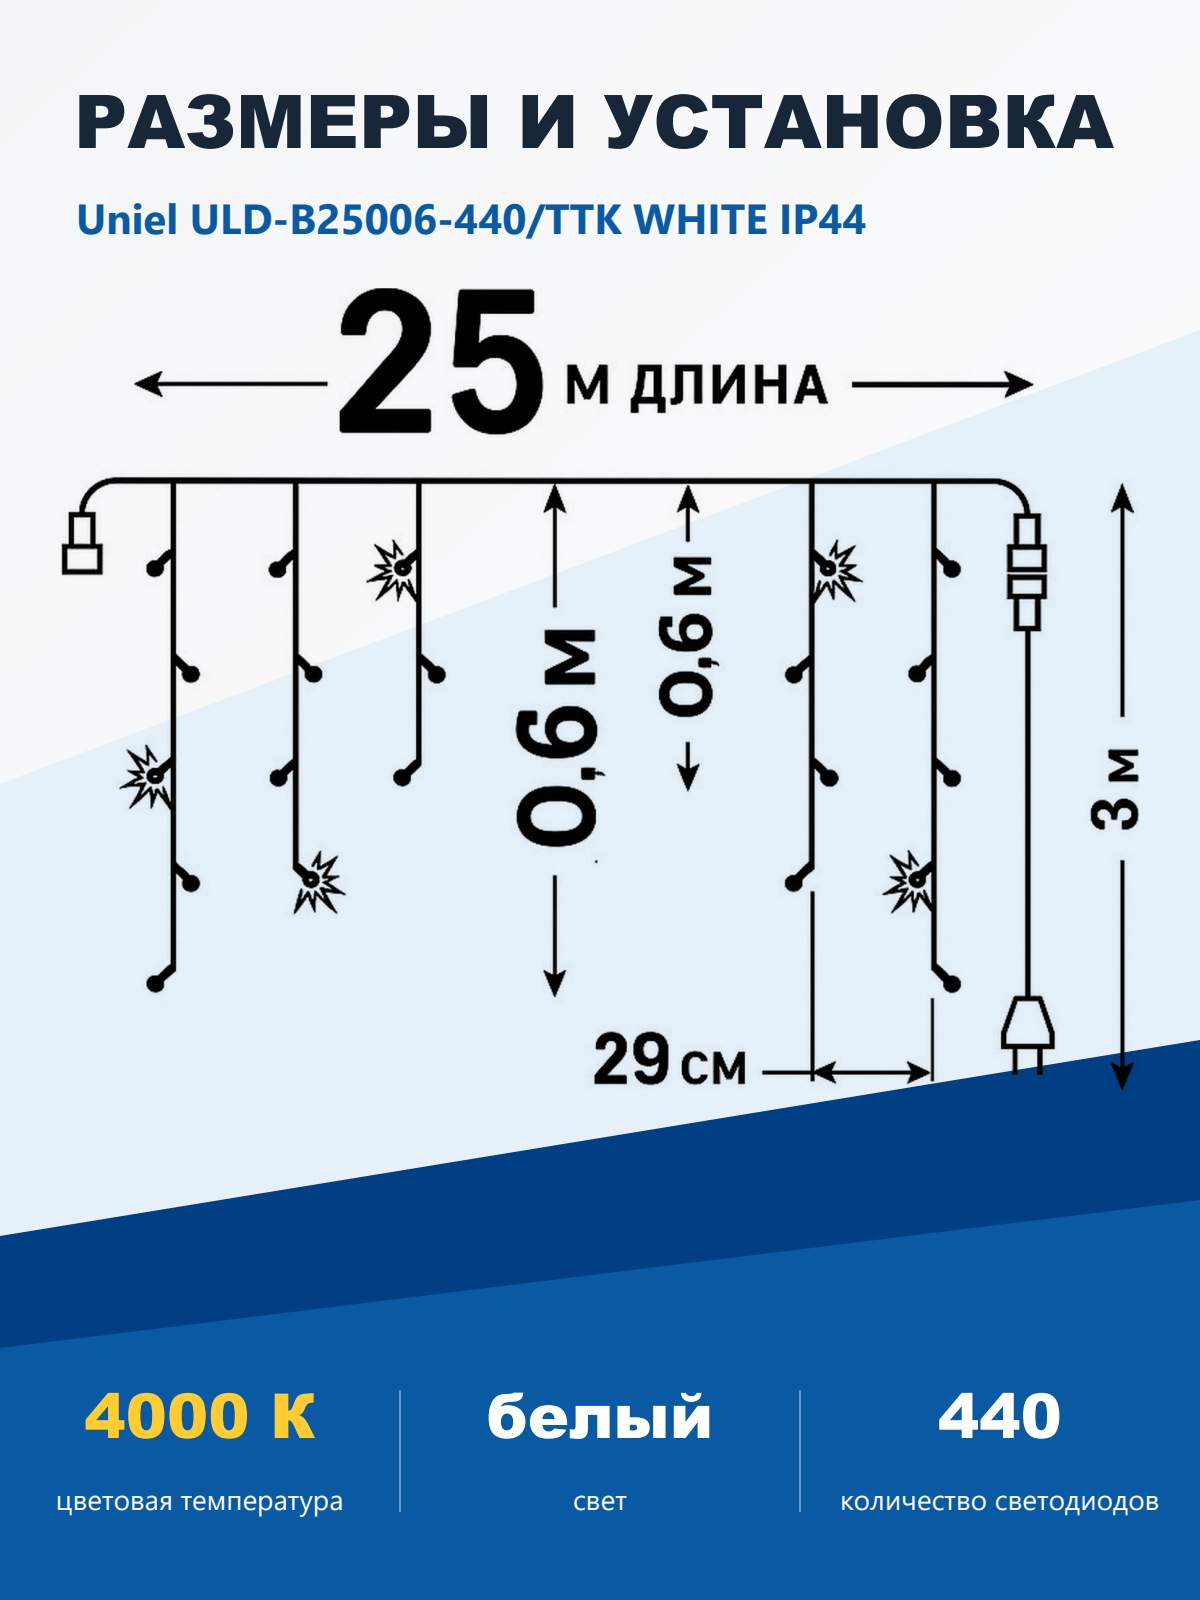 РАЗМЕРЫ И УСТАНОВКА
Uniel ULD-B25006-440/TTK WHITE IP44
25 м ДЛИНА
0,6 м
0,6 м
3 м
29 см
4000 К
цветовая температура
белый
свет
440
количество светодиодов